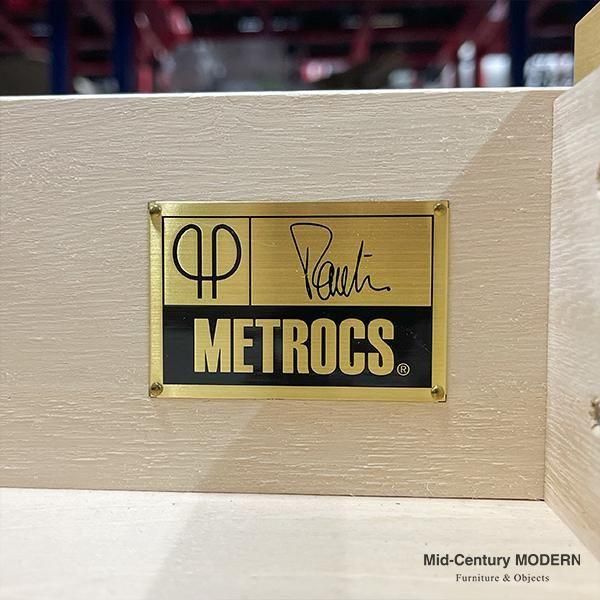 Paulin
METROCS®
Mid-Century MODERN
Furniture & Objects